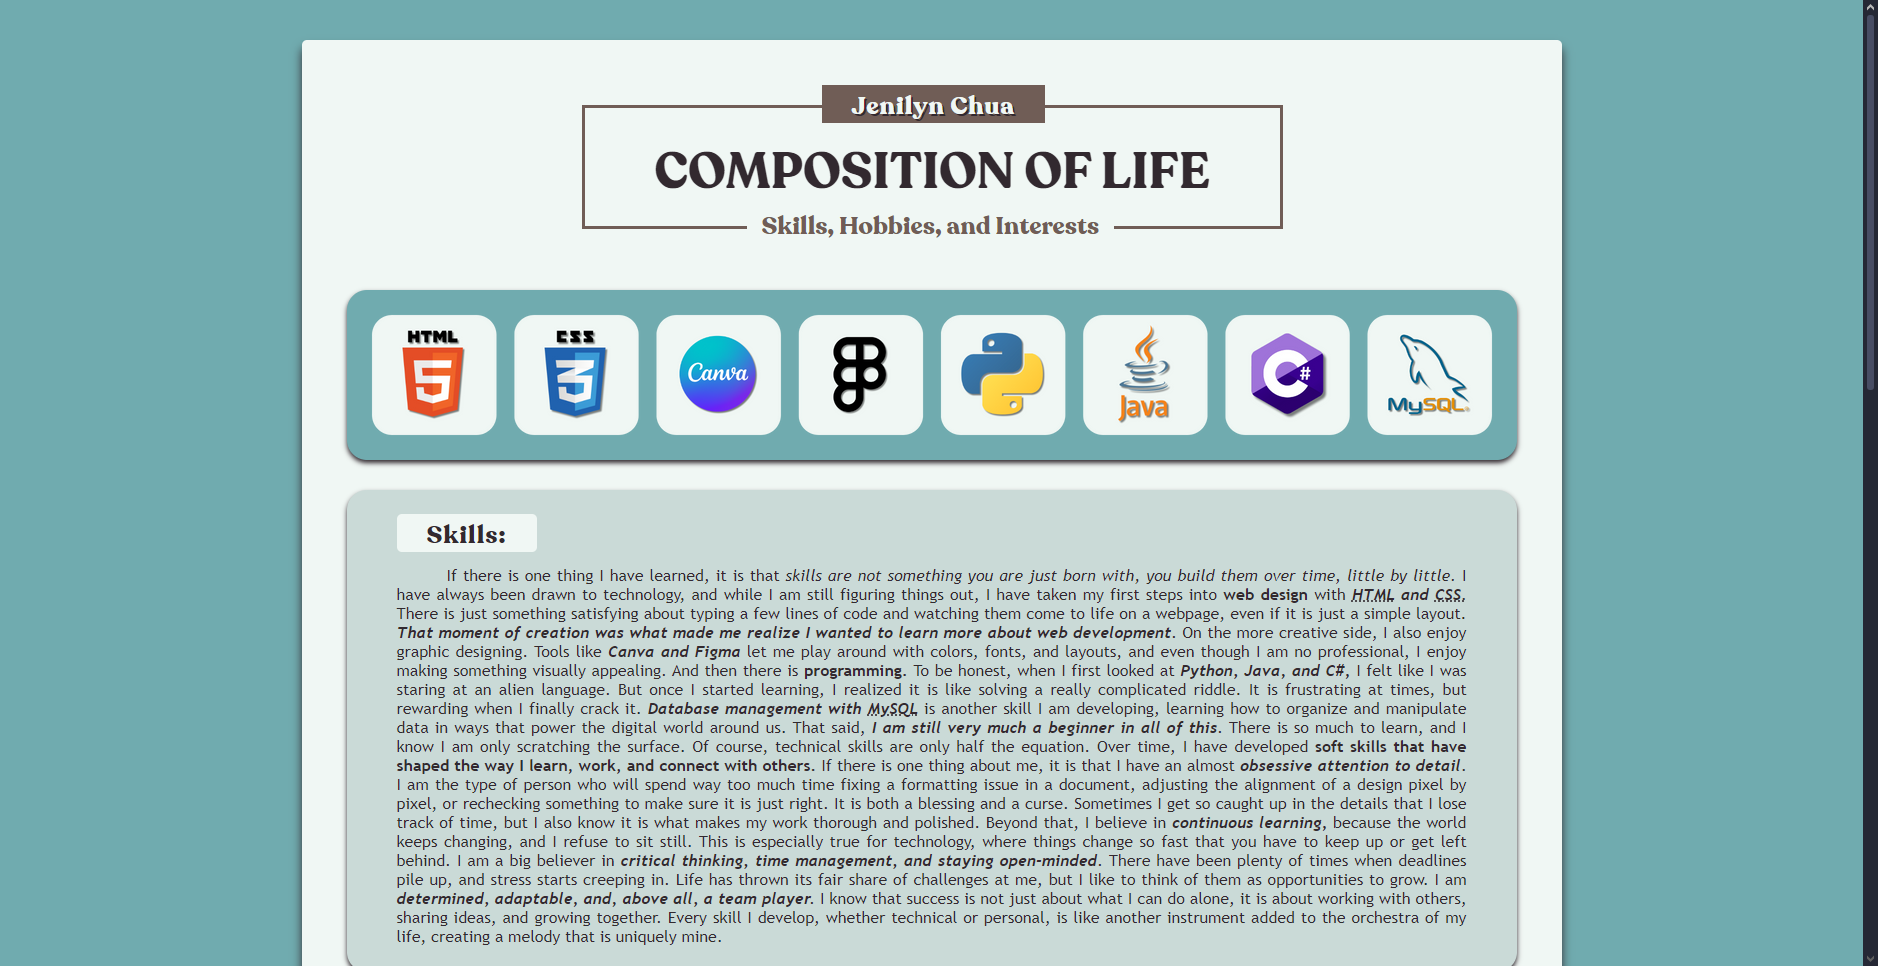 Jenilyn Chua
COMPOSITION OF LIFE
Skills, Hobbies, and Interests
HTML
5
CSS
3
Canva
Java
C#
MySQL
Skills:
If there is one thing I have learned, it is that skills are not something you are just born with, you build them over time, little by little. I
have always been drawn to technology, and while I am still figuring things out, I have taken my first steps into web design with HTML and CSS.
There is just something satisfying about typing a few lines of code and watching them come to life on a webpage, even if it is just a simple layout.
That moment of creation was what made me realize I wanted to learn more about web development. On the more creative side, I also enjoy
graphic designing. Tools like Canva and Figma let me play around with colors, fonts, and layouts, and even though I am no professional, I enjoy
making something visually appealing. And then there is programming. To be honest, when I first looked at Python, Java, and C#, I felt like I was
staring at an alien language. But once I started learning, I realized it is like solving a really complicated riddle. It is frustrating at times, but
rewarding when I finally crack it. Database management with MySQL is another skill I am developing, learning how to organize and manipulate
data in ways that power the digital world around us. That said, I am still very much a beginner in all of this. There is so much to learn, and I
know I am only scratching the surface. Of course, technical skills are only half the equation. Over time, I have developed soft skills that have
shaped the way I learn, work, and connect with others. If there is one thing about me, it is that I have an almost obsessive attention to detail.
I am the type of person who will spend way too much time fixing a formatting issue in a document, adjusting the alignment of a design pixel by
pixel, or rechecking something to make sure it is just right. It is both a blessing and a curse. Sometimes I get so caught up in the details that I lose
track of time, but I also know it is what makes my work thorough and polished. Beyond that, I believe in continuous learning, because the world
keeps changing, and I refuse to sit still. This is especially true for technology, where things change so fast that you have to keep up or get left
behind. I am a big believer in critical thinking, time management, and staying open-minded. There have been plenty of times when deadlines
pile up, and stress starts creeping in. Life has thrown its fair share of challenges at me, but I like to think of them as opportunities to grow. I am
determined, adaptable, and, above all, a team player. I know that success is not just about what I can do alone, it is about working with others,
sharing ideas, and growing together. Every skill I develop, whether technical or personal, is like another instrument added to the orchestra of my
life, creating a melody that is uniquely mine.